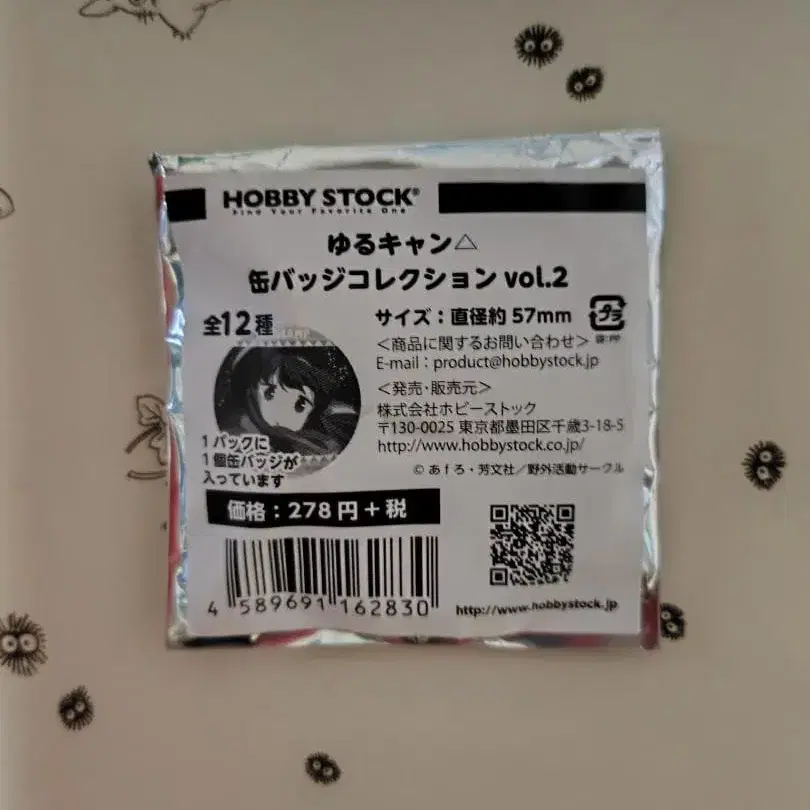 HOBBY STOCK®
Find Your Favorite One
ゆるキャン△
缶バッジコレクション vol.2
全12種
サイズ：直径約 57mm
プラ
袋:PP
＜商品に関するお問い合わせ＞
E-mail : product@hobbystock.jp
＜発売・販売元＞
株式会社ホビーストック
〒130-0025 東京都墨田区千歳3-18-5
http://www.hobbystock.co.jp/
© あｆろ・芳文社／野外活動サークル
1パックに
1個缶バッジが
入っています
価格：278 円＋税
4 589691 162830
http://www.hobbystock.jp